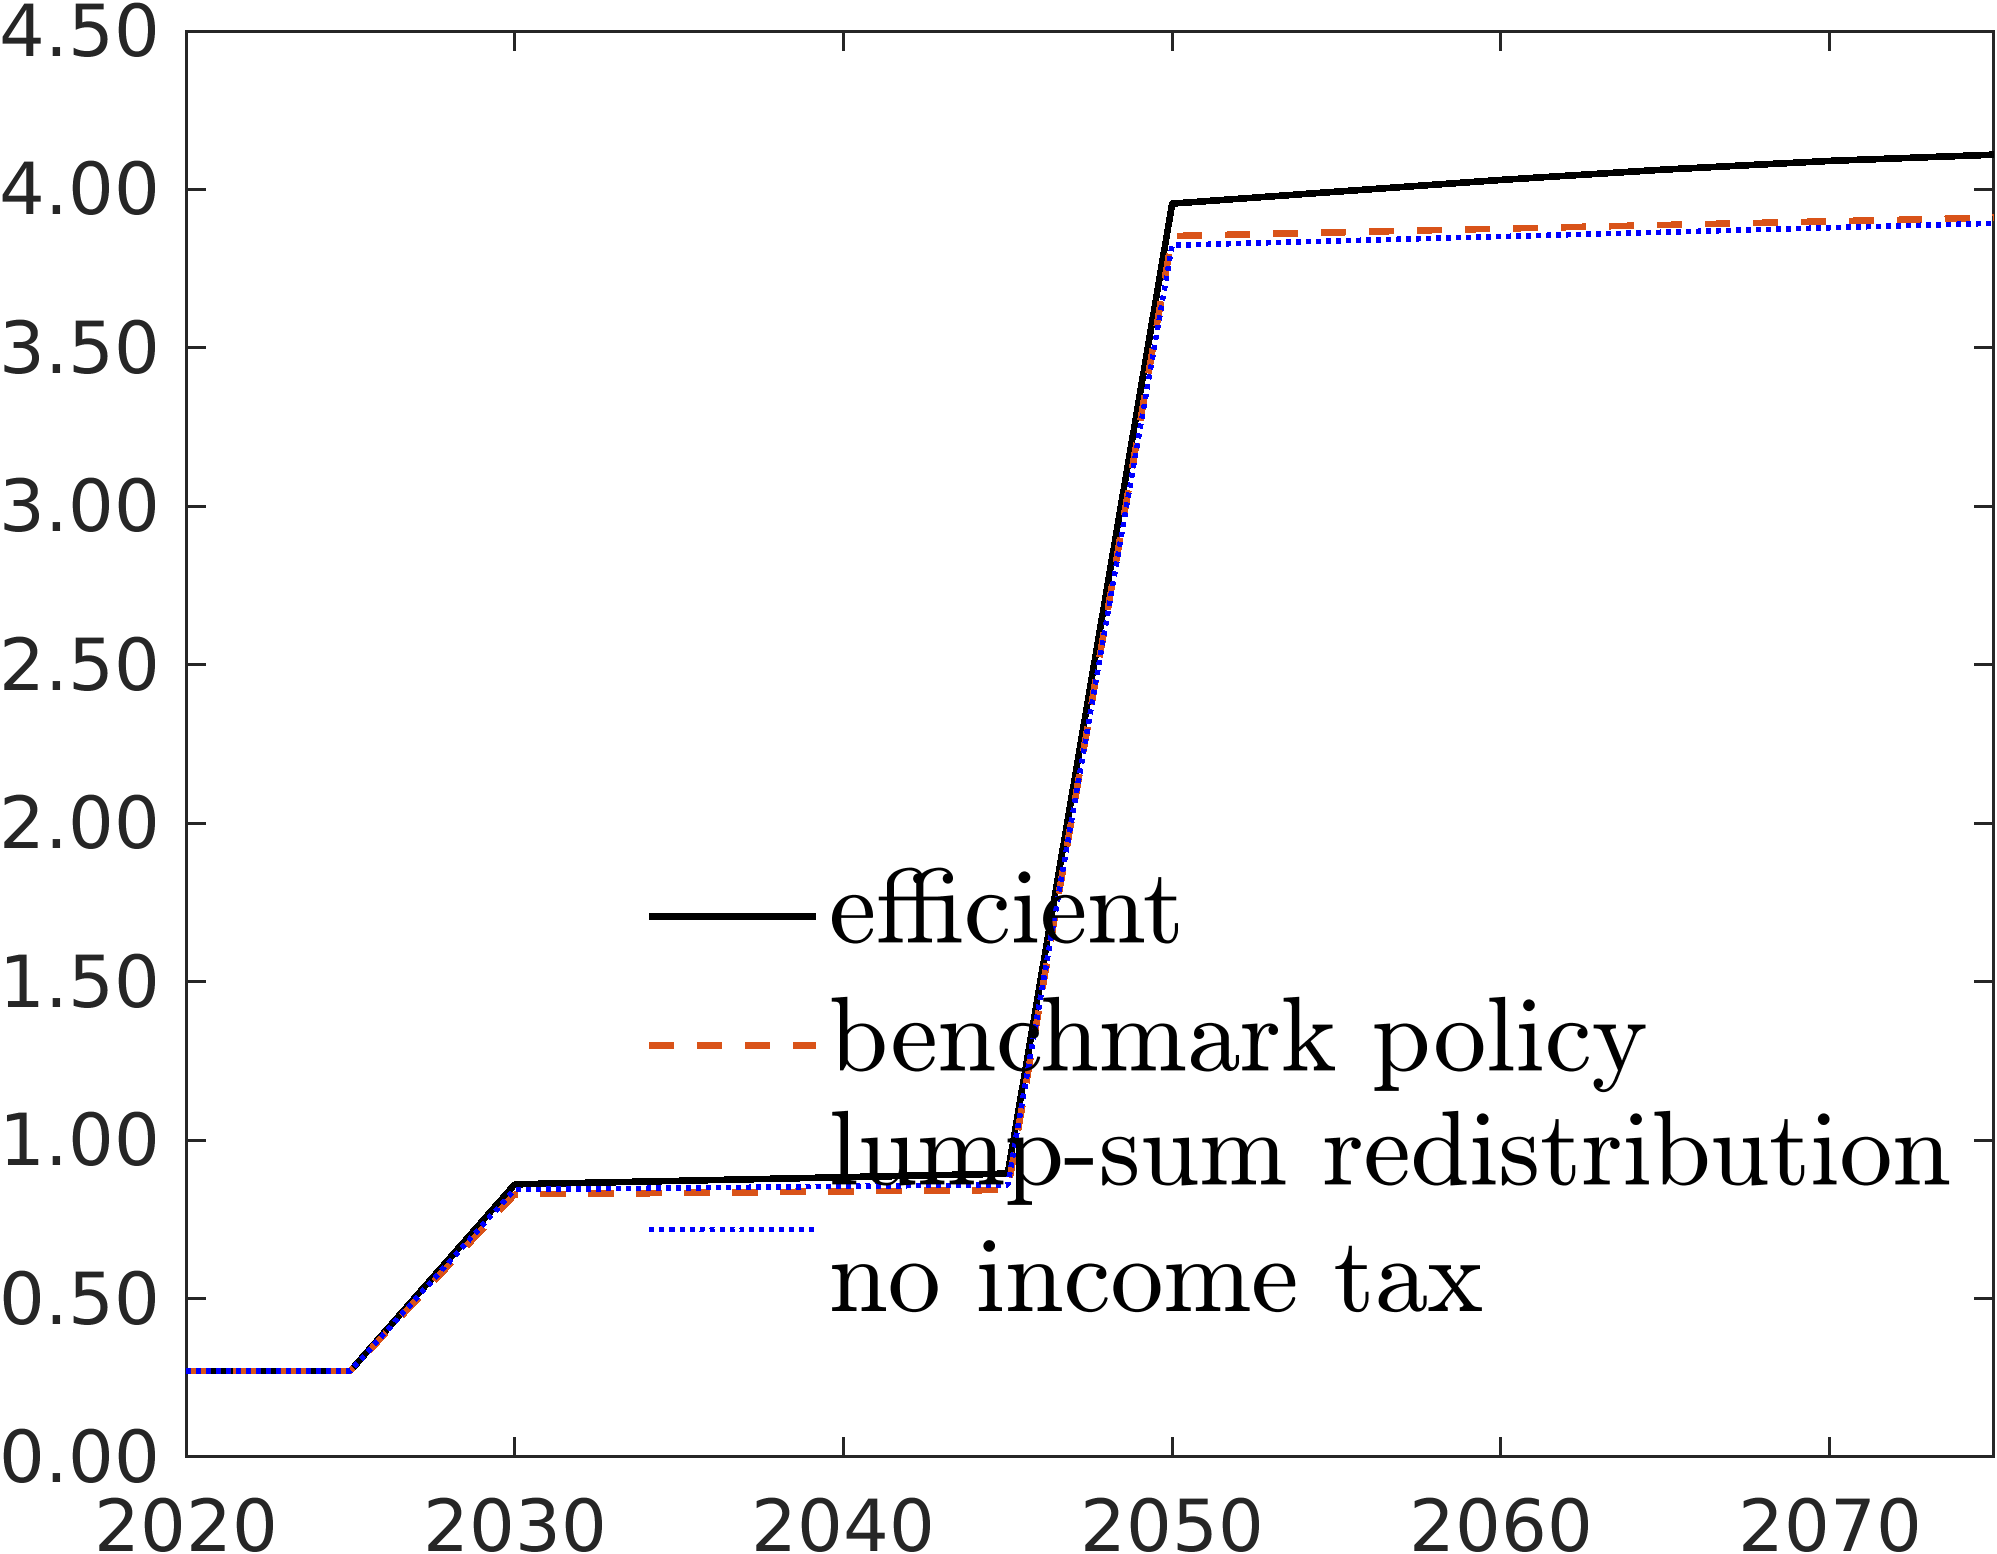 4.50
4.00
3.50
3.00
2.50
2.00
1.50
1.00
0.50
0.00
efficient
benchmark policy
lump-sum redistribution
no income tax
2020 2030 2040 2050 2060 2070